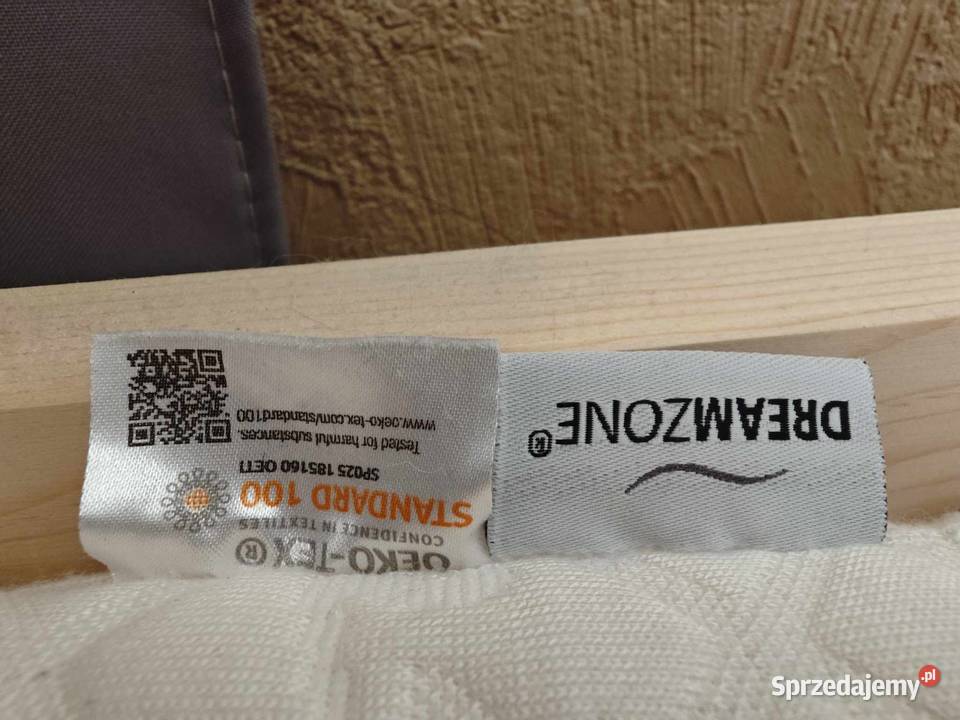 OEKO-TEX®
CONFIDENCE IN TEXTILES
STANDARD 100
SP025 185160 OETI
Tested for harmful substances.
www.oeko-tex.com/standard100
DREAMZONE®
Sprzedajemy.pl